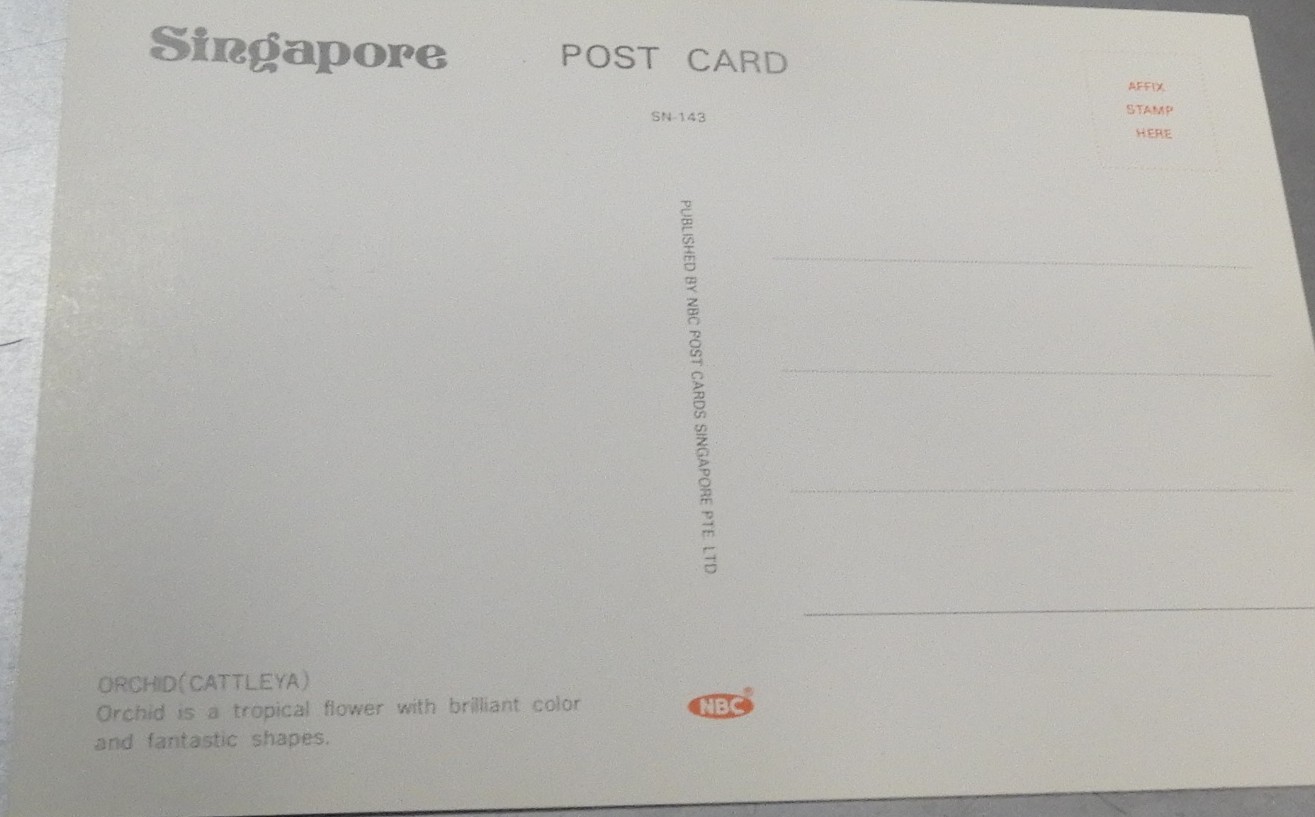 Singapore
POST CARD
SN-143
AFFIX
STAMP
HERE
PUBLISHED BY NBC POST CARDS SINGAPORE PTE. LTD
ORCHID(CATTLEYA)
Orchid is a tropical flower with brilliant color
and fantastic shapes.
NBC®